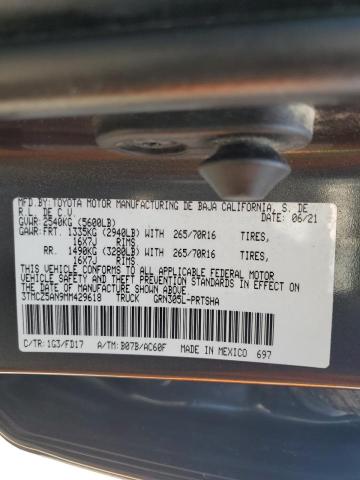 MFD.BY:TOYOTA MOTOR MANUFACTURING DE BAJA CALIFORNIA, S. DE
R.L. DE C.V. DATE: 06/21
GVWR:2540KG (5600LB)
GAWR: FRT. 1335KG (2940LB) WITH 265/70R16 TIRES,
16X7J RIMS.
RR. 1490KG (3280LB) WITH 265/70R16 TIRES,
16X7J RIMS.
THIS VEHICLE CONFORMS TO ALL APPLICABLE FEDERAL MOTOR
VEHICLE SAFETY AND THEFT PREVENTION STANDARDS IN
EFFECT ON THE DATE OF MANUFACTURE SHOWN ABOVE.
3TMCZ5AN9MM429618 TRUCK GRN305L-PRTSHA
C/TR: 1G3/FD17 A/TM: B07B/AC60F MADE IN MEXICO 697